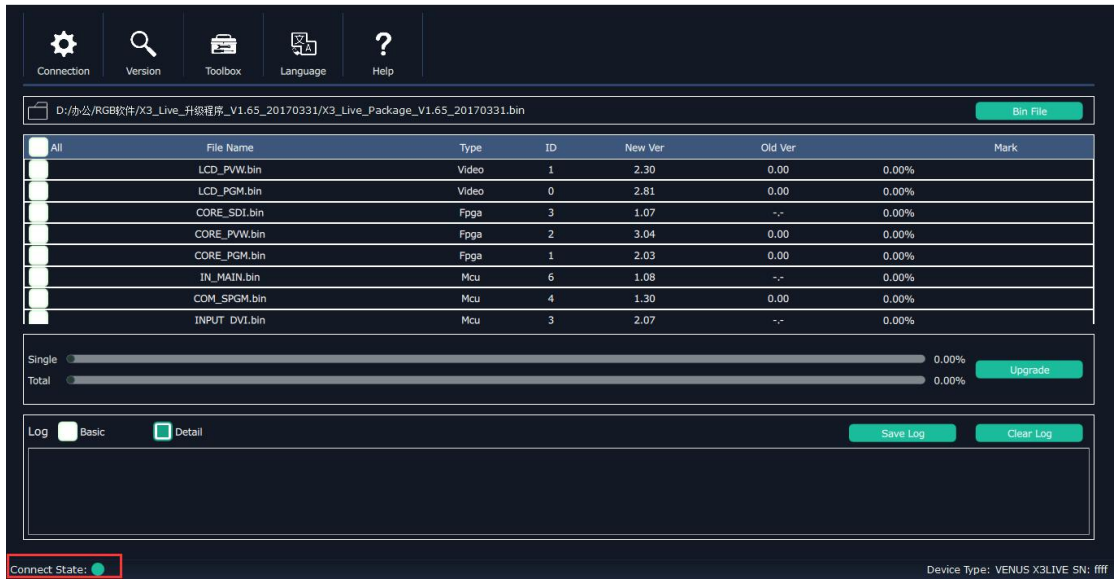 Connection Version Toolbox Language Help
D:/办公/RGB软件/X3_Live_升级程序_V1.65_20170331/X3_Live_Package_V1.65_20170331.bin Bin File
All File Name Type ID New Ver Old Ver Mark
LCD_PVW.bin Video 1 2.30 0.00 0.00%
LCD_PGM.bin Video 0 2.81 0.00 0.00%
CORE_SDI.bin Fpga 3 1.07 -.- 0.00%
CORE_PVW.bin Fpga 2 3.04 0.00 0.00%
CORE_PGM.bin Fpga 1 2.03 0.00 0.00%
IN_MAIN.bin Mcu 6 1.08 -.- 0.00%
COM_SPGM.bin Mcu 4 1.30 0.00 0.00%
INPUT_DVI.bin Mcu 3 2.07 -.- 0.00%
Single 0.00%
Upgrade
Total 0.00%
Log Basic Detail Save Log Clear Log
Connect State: Device Type: VENUS X3LIVE SN: ffff